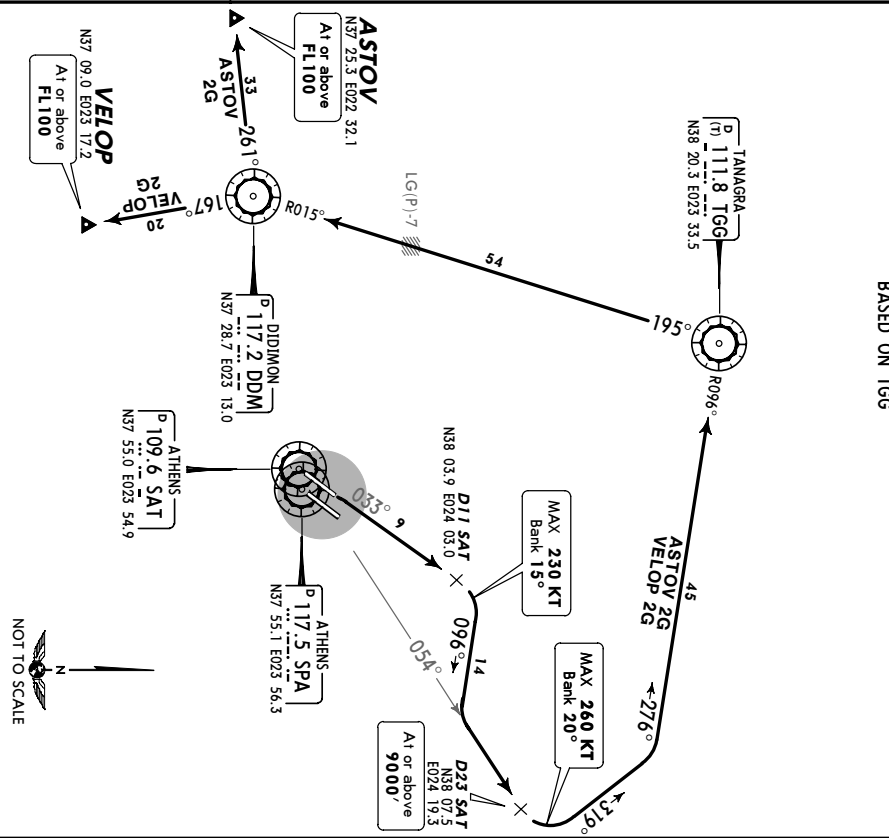 BASED ON TGG
TANAGRA
D
(T) 111.8 TGG
N38 20.3 E023 33.5
R096°
195°
54
LG(P)-7
R015°
45
ASTOV 2G
VELOP 2G
276°
319°
MAX 260 KT
Bank 20°
D23 SAT
N38 07.5
E024 19.3
At or above
9000'
MAX 230 KT
Bank 15°
D11 SAT
N38 03.9 E024 03.0
096°
14
054°
033°
9
ATHENS
D
117.5 SPA
N37 55.1 E023 56.3
ATHENS
D
109.6 SAT
N37 55.0 E023 54.9
DIDIMON
D
117.2 DDM
N37 28.7 E023 13.0
261°
33
ASTOV
2G
ASTOV
N37 25.3 E022 32.1
At or above
FL100
167°
VELOP
2G
20
VELOP
N37 09.0 E023 17.2
At or above
FL100
N
NOT TO SCALE